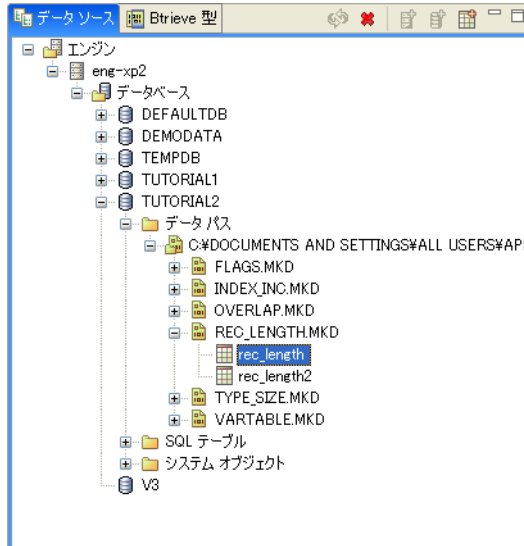 データ ソース Btrieve 型
エンジン
eng-xp2
データベース
DEFAULTDB
DEMODATA
TEMPDB
TUTORIAL1
TUTORIAL2
データ パス
C:¥DOCUMENTS AND SETTINGS¥ALL USERS¥API
FLAGS.MKD
INDEX_INC.MKD
OVERLAP.MKD
REC_LENGTH.MKD
rec_length
rec_length2
TYPE_SIZE.MKD
VARTABLE.MKD
SQL テーブル
システム オブジェクト
V3